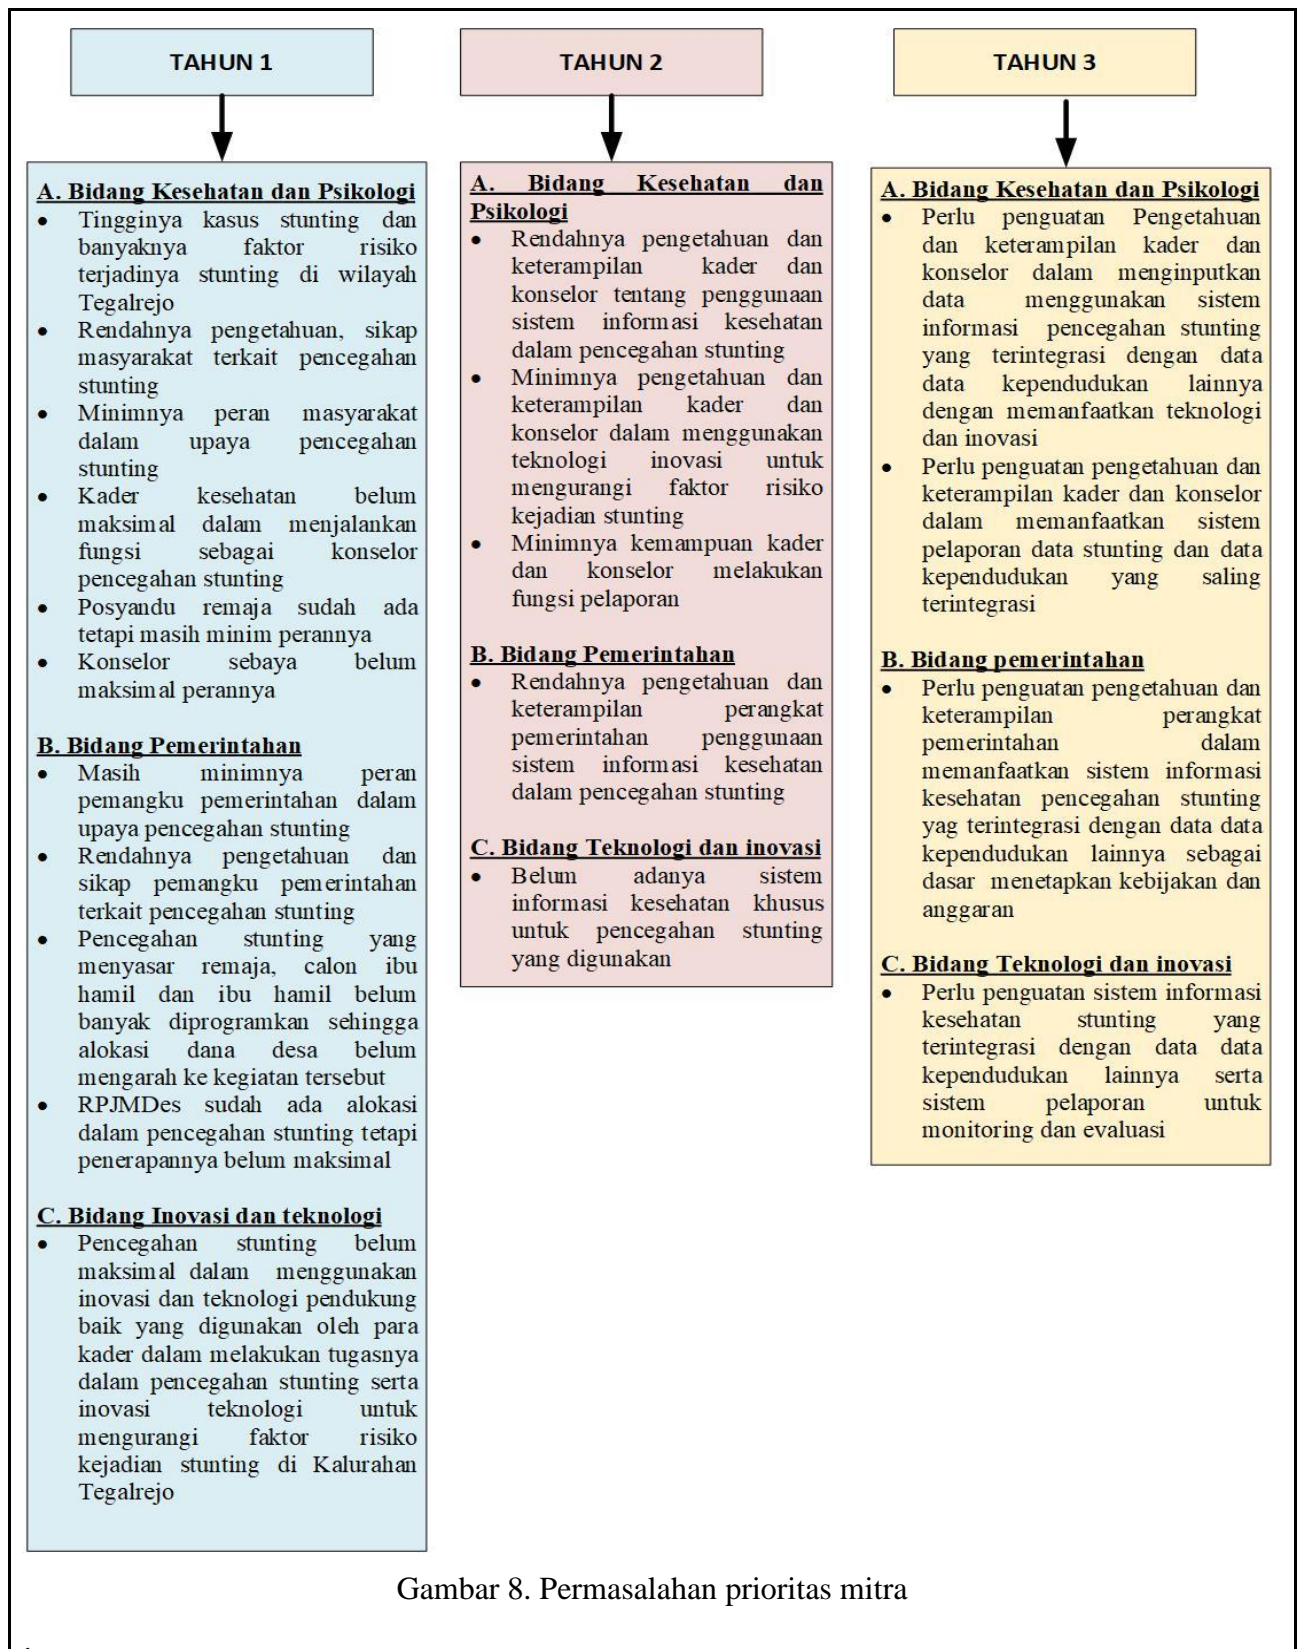 TAHUN 1
A. Bidang Kesehatan dan Psikologi
• Tingginya kasus stunting dan
banyaknya faktor risiko
terjadinya stunting di wilayah
Tegalrejo
• Rendahnya pengetahuan, sikap
masyarakat terkait pencegahan
stunting
• Minimnya peran masyarakat
dalam upaya pencegahan
stunting
• Kader kesehatan belum
maksimal dalam menjalankan
fungsi sebagai konselor
pencegahan stunting
• Posyandu remaja sudah ada
tetapi masih minim perannya
• Konselor sebaya belum
maksimal perannya
B. Bidang Pemerintahan
• Masih minimnya peran
pemangku pemerintahan dalam
upaya pencegahan stunting
• Rendahnya pengetahuan dan
sikap pemangku pemerintahan
terkait pencegahan stunting
• Pencegahan stunting yang
menyasar remaja, calon ibu
hamil dan ibu hamil belum
banyak diprogramkan sehingga
alokasi dana desa belum
mengarah ke kegiatan tersebut
• RPJMDes sudah ada alokasi
dalam pencegahan stunting tetapi
penerapannya belum maksimal
C. Bidang Inovasi dan teknologi
• Pencegahan stunting belum
maksimal dalam menggunakan
inovasi dan teknologi pendukung
baik yang digunakan oleh para
kader dalam melakukan tugasnya
dalam pencegahan stunting serta
inovasi teknologi untuk
mengurangi faktor risiko
kejadian stunting di Kalurahan
Tegalrejo
TAHUN 2
A. Bidang Kesehatan dan
Psikologi
• Rendahnya pengetahuan dan
keterampilan kader dan
konselor tentang penggunaan
sistem informasi kesehatan
dalam pencegahan stunting
• Minimnya pengetahuan dan
keterampilan kader dan
konselor dalam menggunakan
teknologi inovasi untuk
mengurangi faktor risiko
kejadian stunting
• Minimnya kemampuan kader
dan konselor melakukan
fungsi pelaporan
B. Bidang Pemerintahan
• Rendahnya pengetahuan dan
keterampilan perangkat
pemerintahan penggunaan
sistem informasi kesehatan
dalam pencegahan stunting
C. Bidang Teknologi dan inovasi
• Belum adanya sistem
informasi kesehatan khusus
untuk pencegahan stunting
yang digunakan
TAHUN 3
A. Bidang Kesehatan dan Psikologi
• Perlu penguatan Pengetahuan
dan keterampilan kader dan
konselor dalam menginputkan
data menggunakan sistem
informasi pencegahan stunting
yang terintegrasi dengan data
data kependudukan lainnya
dengan memanfaatkan teknologi
dan inovasi
• Perlu penguatan pengetahuan dan
keterampilan kader dan konselor
dalam memanfaatkan sistem
pelaporan data stunting dan data
kependudukan yang saling
terintegrasi
B. Bidang pemerintahan
• Perlu penguatan pengetahuan dan
keterampilan perangkat
pemerintahan dalam
memanfaatkan sistem informasi
kesehatan pencegahan stunting
yag terintegrasi dengan data data
kependudukan lainnya sebagai
dasar menetapkan kebijakan dan
anggaran
C. Bidang Teknologi dan inovasi
• Perlu penguatan sistem informasi
kesehatan stunting yang
terintegrasi dengan data data
kependudukan lainnya serta
sistem pelaporan untuk
monitoring dan evaluasi
Gambar 8. Permasalahan prioritas mitra
.